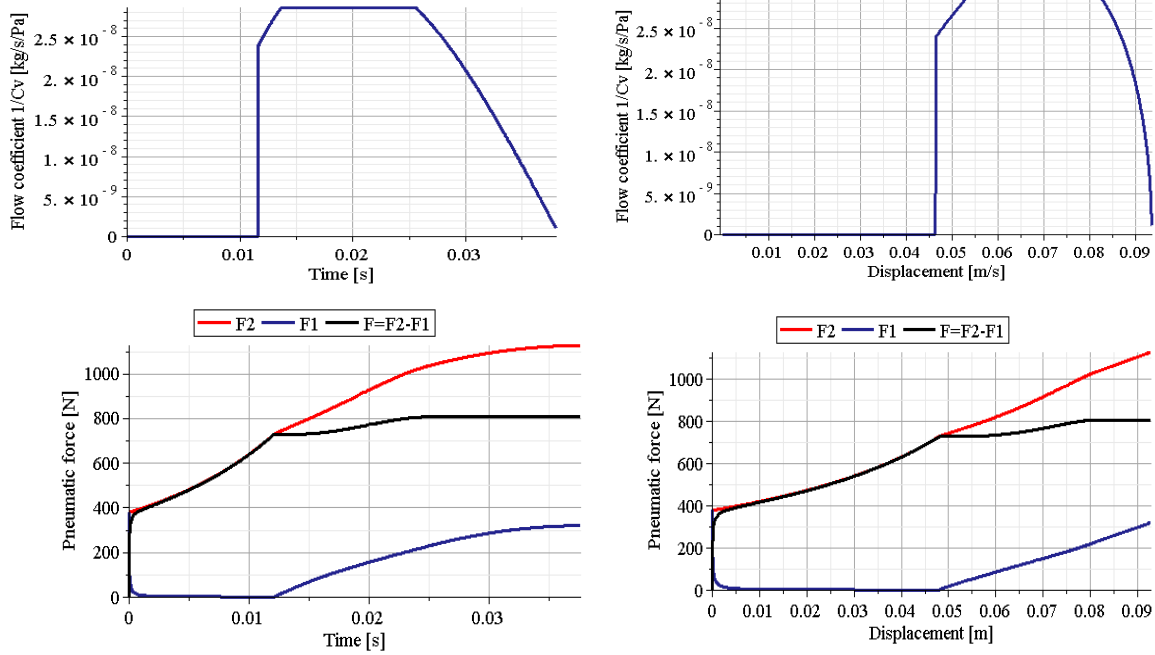 Flow coefficient 1/Cv [kg/s/Pa]
2.5 × 10⁻⁸
2. × 10⁻⁸
1.5 × 10⁻⁸
1. × 10⁻⁸
5. × 10⁻⁹
0
0 0.01 0.02 0.03
Time [s]
Flow coefficient 1/Cv [kg/s/Pa]
2.5 × 10⁻⁸
2. × 10⁻⁸
1.5 × 10⁻⁸
1. × 10⁻⁸
5. × 10⁻⁹
0
0.01 0.02 0.03 0.04 0.05 0.06 0.07 0.08 0.09
Displacement [m/s]
F2 F1 F=F2-F1
Pneumatic force [N]
1000
800
600
400
200
0
0 0.01 0.02 0.03
Time [s]
F2 F1 F=F2-F1
Pneumatic force [N]
1000
800
600
400
200
0
0 0.01 0.02 0.03 0.04 0.05 0.06 0.07 0.08 0.09
Displacement [m]